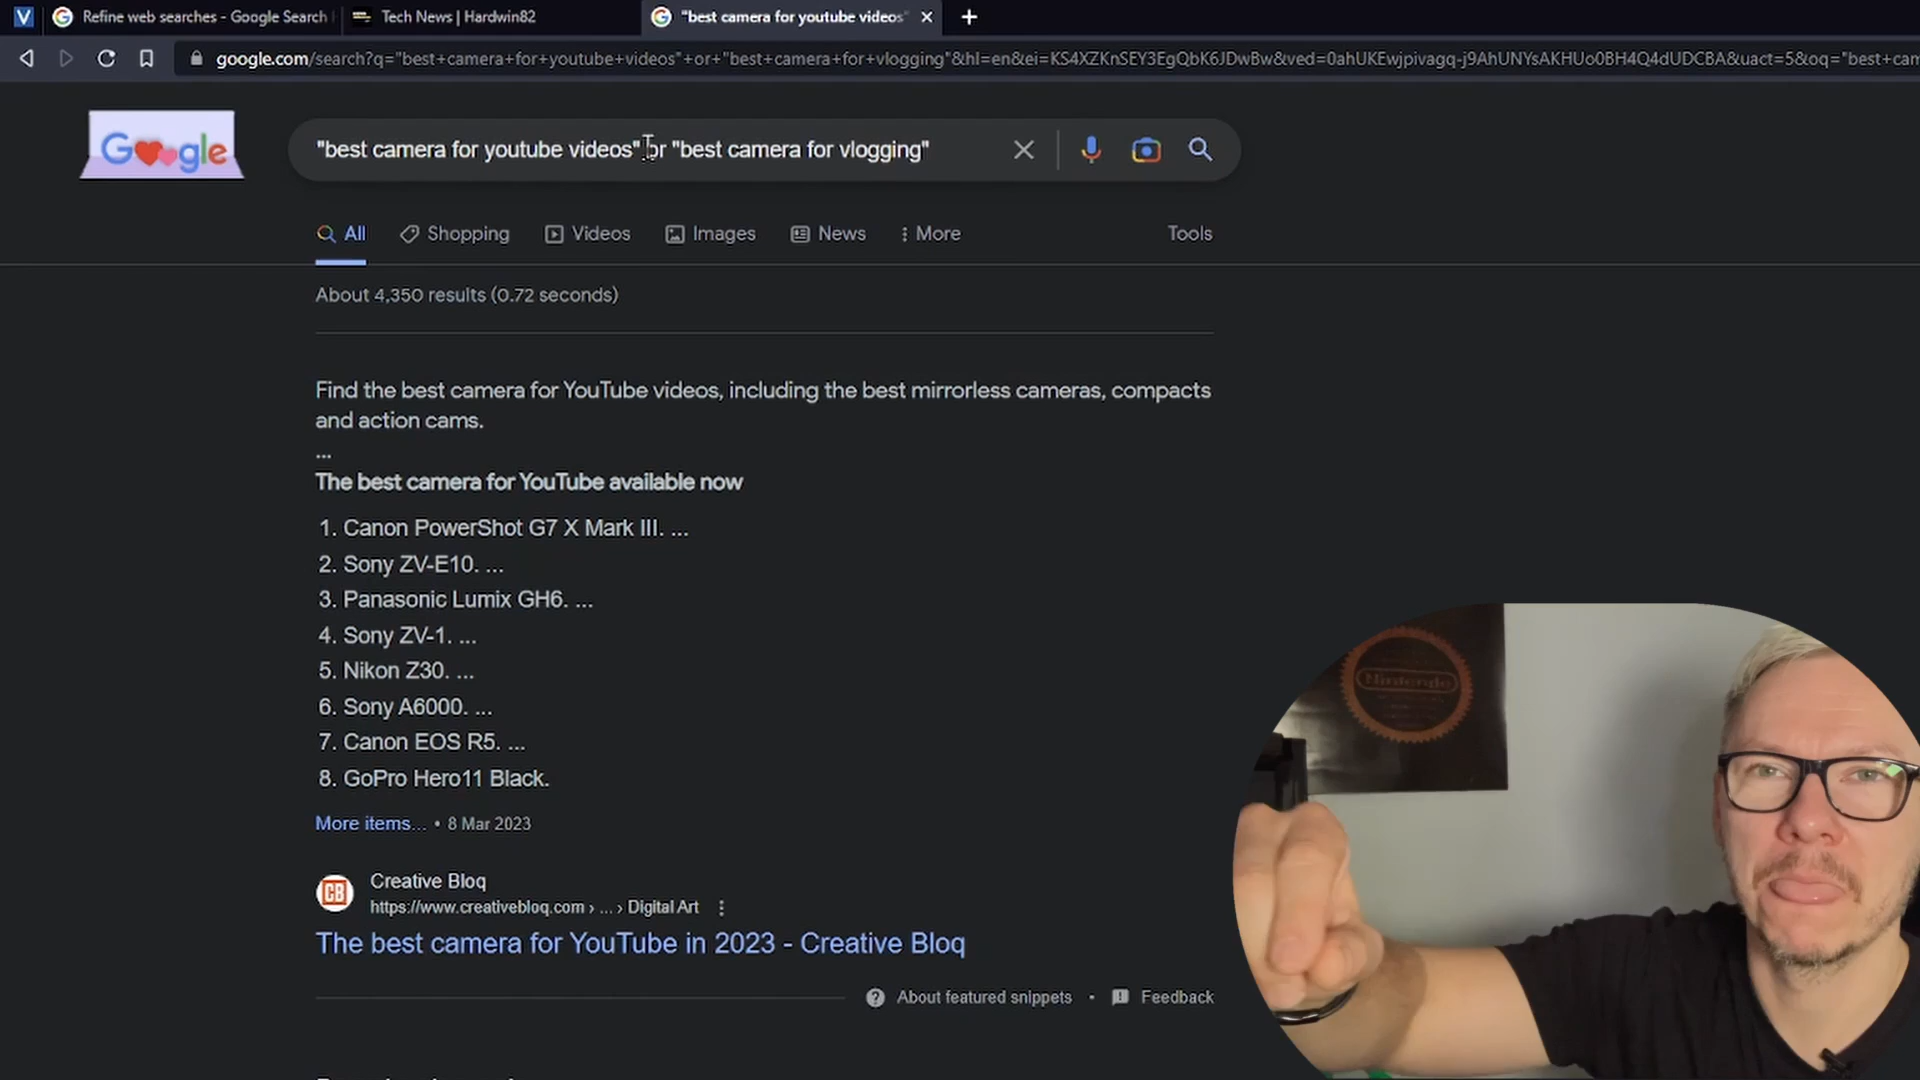 Refine web searches - Google Search
Tech News | Hardwin82
"best camera for youtube videos"
google.com/search?q="best+camera+for+youtube+videos"+or+"best+camera+for+vlogging"&hl=en&ei=KS4XZKnSEY3EgQbK6JDwBw&ved=0ahUKEwjpivagq-j9AhUNYsAKHUo0BH4Q4dUDCBA&uact=5&oq="best+cam
Google
"best camera for youtube videos" or "best camera for vlogging"
All
Shopping
Videos
Images
News
More
Tools
About 4,350 results (0.72 seconds)
Find the best camera for YouTube videos, including the best mirrorless cameras, compacts
and action cams.
...
The best camera for YouTube available now
1. Canon PowerShot G7 X Mark III. ...
2. Sony ZV-E10. ...
3. Panasonic Lumix GH6. ...
4. Sony ZV-1. ...
5. Nikon Z30. ...
6. Sony A6000. ...
7. Canon EOS R5. ...
8. GoPro Hero11 Black.
More items... • 8 Mar 2023
CB
Creative Bloq
https://www.creativebloq.com › ... › Digital Art
The best camera for YouTube in 2023 - Creative Bloq
About featured snippets • Feedback
Nintendo